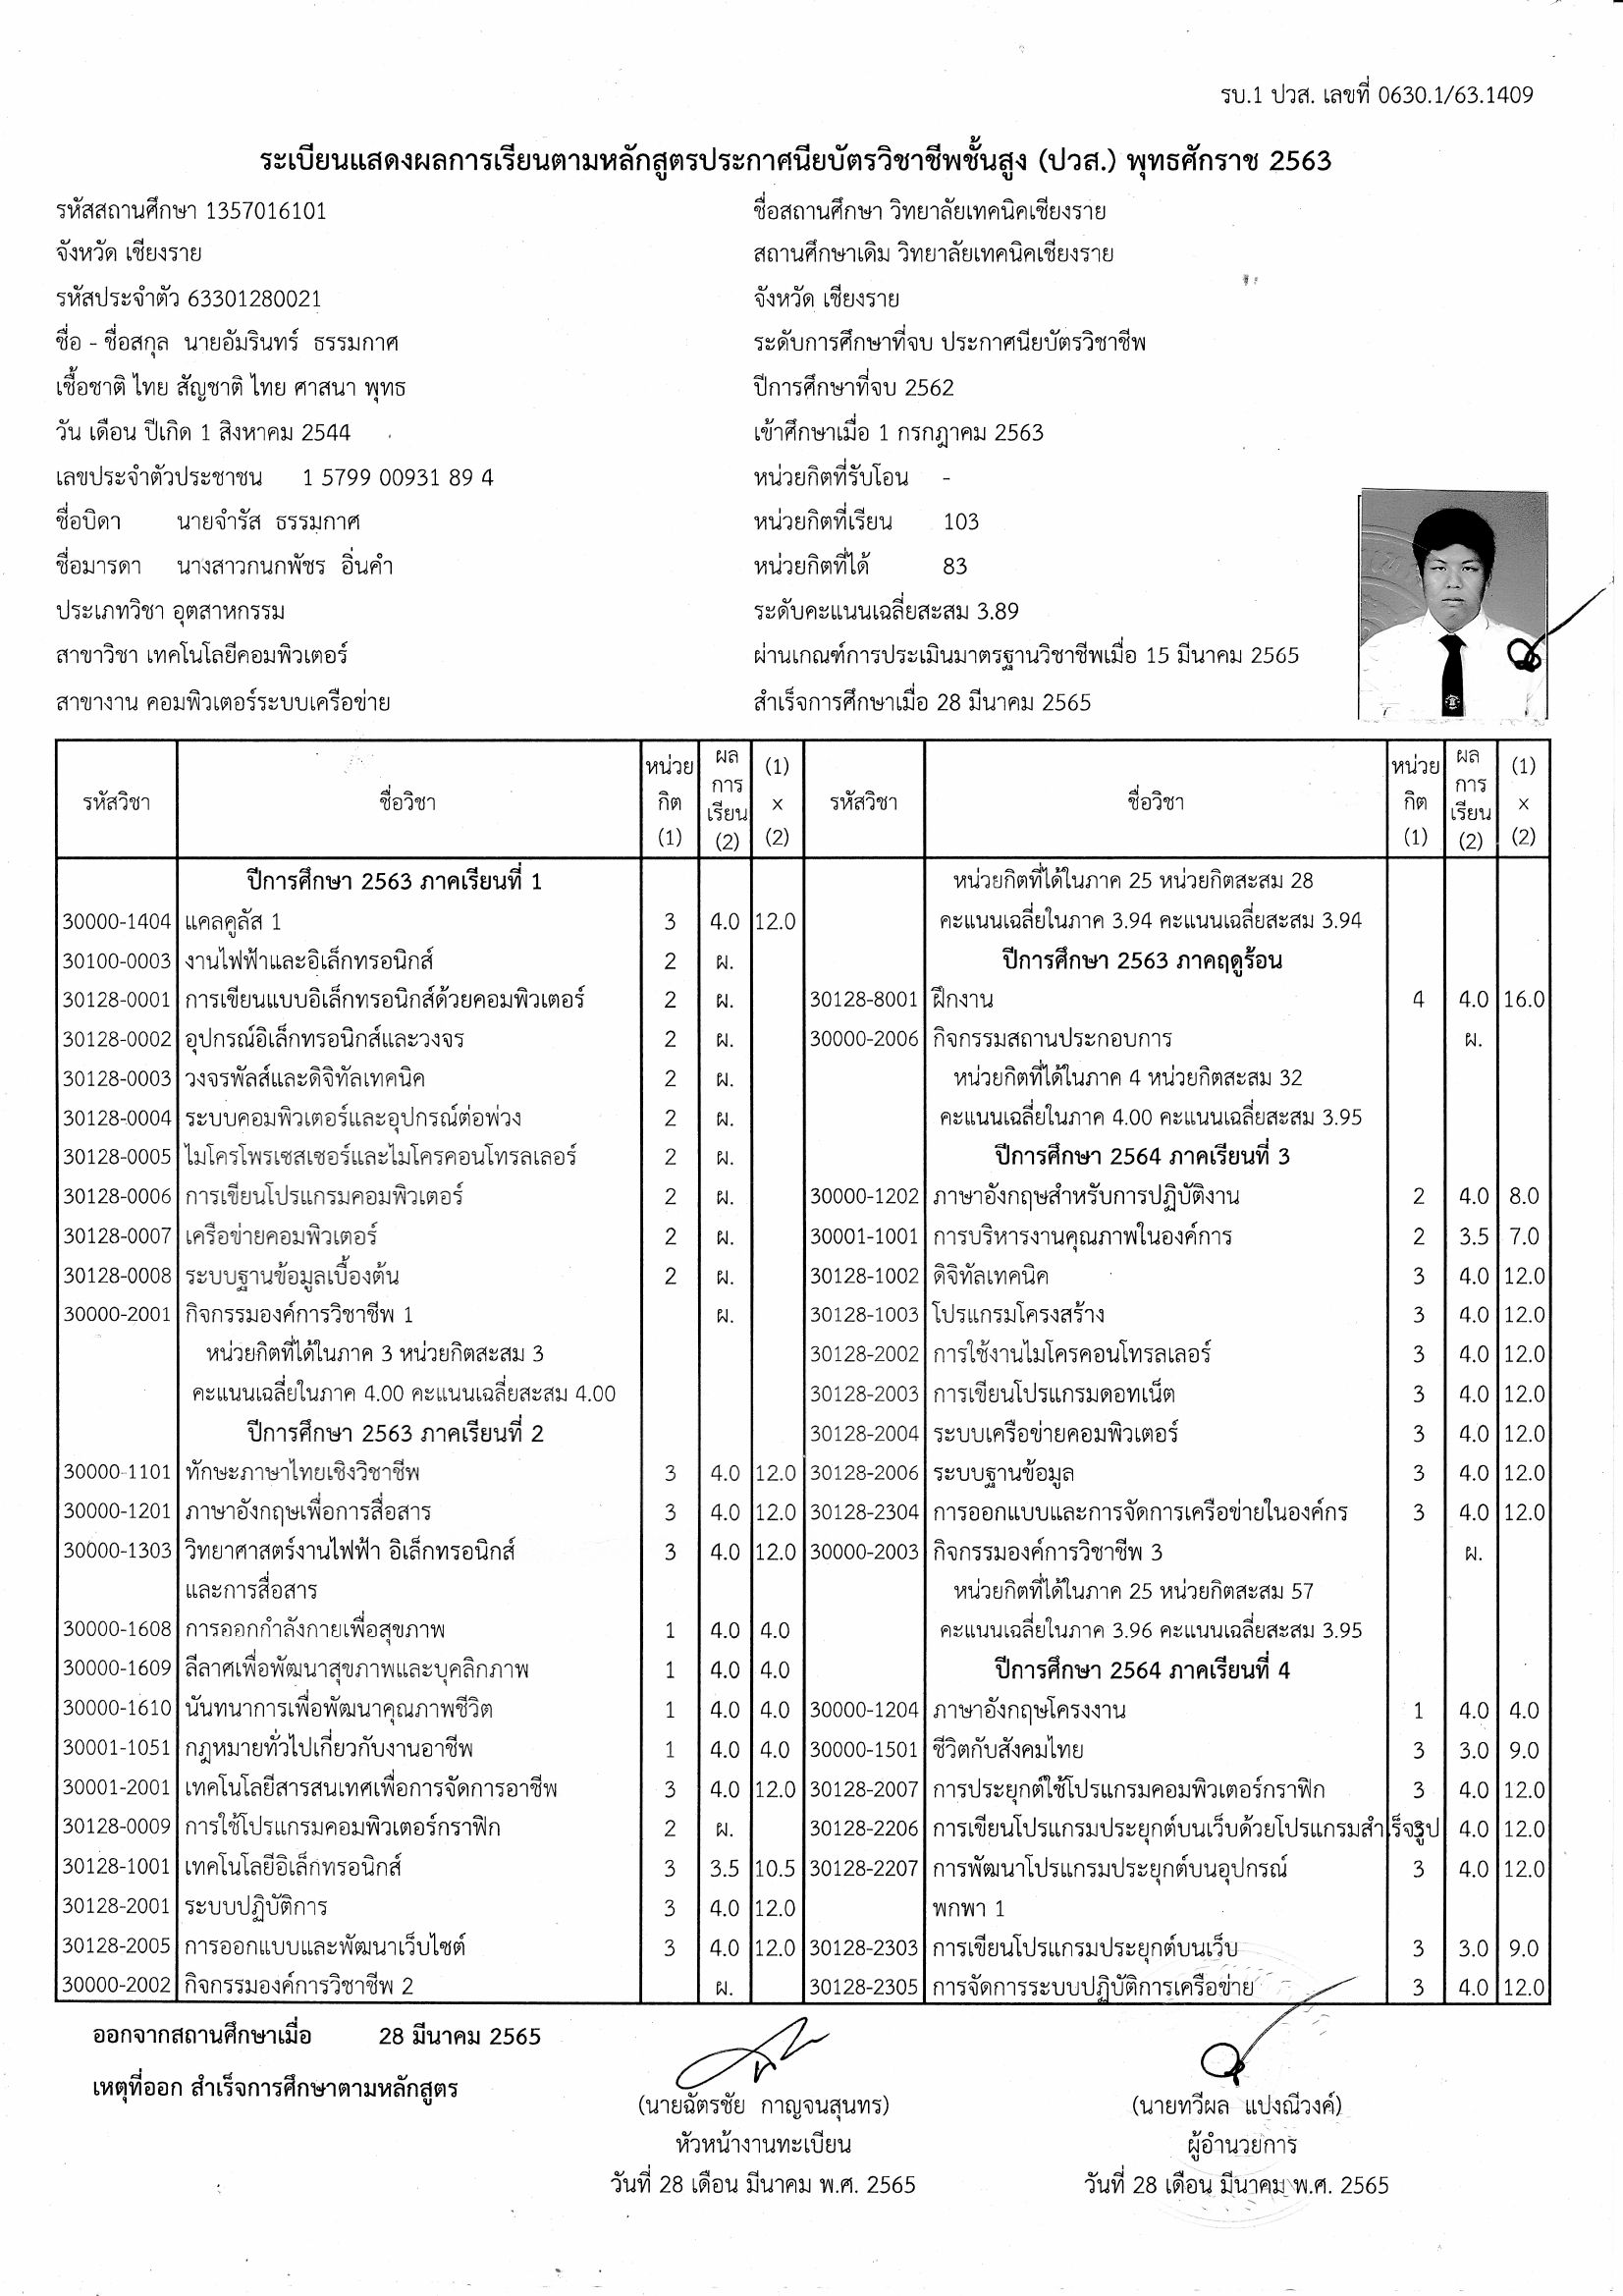 รบ.1 ปวส. เลขที่ 0630.1/63.1409
ระเบียนแสดงผลการเรียนตามหลักสูตรประกาศนียบัตรวิชาชีพชั้นสูง (ปวส.) พุทธศักราช 2563
รหัสสถานศึกษา 1357016101
จังหวัด เชียงราย
รหัสประจำตัว 63301280021
ชื่อ - ชื่อสกุล นายอัมรินทร์ ธรรมกาศ
เชื้อชาติ ไทย สัญชาติ ไทย ศาสนา พุทธ
วัน เดือน ปีเกิด 1 สิงหาคม 2544
เลขประจำตัวประชาชน 1 5799 00931 89 4
ชื่อบิดา นายจำรัส ธรรมกาศ
ชื่อมารดา นางสาวกนกพัชร อิ่นคำ
ประเภทวิชา อุตสาหกรรม
สาขาวิชา เทคโนโลยีคอมพิวเตอร์
สาขางาน คอมพิวเตอร์ระบบเครือข่าย
ชื่อสถานศึกษา วิทยาลัยเทคนิคเชียงราย
สถานศึกษาเดิม วิทยาลัยเทคนิคเชียงราย
จังหวัด เชียงราย
ระดับการศึกษาที่จบ ประกาศนียบัตรวิชาชีพ
ปีการศึกษาที่จบ 2562
เข้าศึกษาเมื่อ 1 กรกฎาคม 2563
หน่วยกิตที่รับโอน -
หน่วยกิตที่เรียน 103
หน่วยกิตที่ได้ 83
ระดับคะแนนเฉลี่ยสะสม 3.89
ผ่านเกณฑ์การประเมินมาตรฐานวิชาชีพเมื่อ 15 มีนาคม 2565
สำเร็จการศึกษาเมื่อ 28 มีนาคม 2565
รหัสวิชา ชื่อวิชา หน่วยกิต (1) ผลการเรียน (2) (1) x (2)
ปีการศึกษา 2563 ภาคเรียนที่ 1
30000-1404 แคลคูลัส 1 3 4.0 12.0
30100-0003 งานไฟฟ้าและอิเล็กทรอนิกส์ 2 ผ.
30128-0001 การเขียนแบบอิเล็กทรอนิกส์ด้วยคอมพิวเตอร์ 2 ผ.
30128-0002 อุปกรณ์อิเล็กทรอนิกส์และวงจร 2 ผ.
30128-0003 วงจรพัลส์และดิจิทัลเทคนิค 2 ผ.
30128-0004 ระบบคอมพิวเตอร์และอุปกรณ์ต่อพ่วง 2 ผ.
30128-0005 ไมโครโพรเซสเซอร์และไมโครคอนโทรลเลอร์ 2 ผ.
30128-0006 การเขียนโปรแกรมคอมพิวเตอร์ 2 ผ.
30128-0007 เครือข่ายคอมพิวเตอร์ 2 ผ.
30128-0008 ระบบฐานข้อมูลเบื้องต้น 2 ผ.
30000-2001 กิจกรรมองค์การวิชาชีพ 1 ผ.
หน่วยกิตที่ได้ในภาค 3 หน่วยกิตสะสม 3
คะแนนเฉลี่ยในภาค 4.00 คะแนนเฉลี่ยสะสม 4.00
ปีการศึกษา 2563 ภาคเรียนที่ 2
30000-1101 ทักษะภาษาไทยเชิงวิชาชีพ 3 4.0 12.0
30000-1201 ภาษาอังกฤษเพื่อการสื่อสาร 3 4.0 12.0
30000-1303 วิทยาศาสตร์งานไฟฟ้า อิเล็กทรอนิกส์ 3 4.0 12.0
และการสื่อสาร
30000-1608 การออกกำลังกายเพื่อสุขภาพ 1 4.0 4.0
30000-1609 ลีลาศเพื่อพัฒนาสุขภาพและบุคลิกภาพ 1 4.0 4.0
30000-1610 นันทนาการเพื่อพัฒนาคุณภาพชีวิต 1 4.0 4.0
30001-1051 กฎหมายทั่วไปเกี่ยวกับงานอาชีพ 1 4.0 4.0
30001-2001 เทคโนโลยีสารสนเทศเพื่อการจัดการอาชีพ 3 4.0 12.0
30128-0009 การใช้โปรแกรมคอมพิวเตอร์กราฟิก 2 ผ.
30128-1001 เทคโนโลยีอิเล็กทรอนิกส์ 3 3.5 10.5
30128-2001 ระบบปฏิบัติการ 3 4.0 12.0
30128-2005 การออกแบบและพัฒนาเว็บไซต์ 3 4.0 12.0
30000-2002 กิจกรรมองค์การวิชาชีพ 2 ผ.
รหัสวิชา ชื่อวิชา หน่วยกิต (1) ผลการเรียน (2) (1) x (2)
หน่วยกิตที่ได้ในภาค 25 หน่วยกิตสะสม 28
คะแนนเฉลี่ยในภาค 3.94 คะแนนเฉลี่ยสะสม 3.94
ปีการศึกษา 2563 ภาคฤดูร้อน
30128-8001 ฝึกงาน 4 4.0 16.0
30000-2006 กิจกรรมสถานประกอบการ ผ.
หน่วยกิตที่ได้ในภาค 4 หน่วยกิตสะสม 32
คะแนนเฉลี่ยในภาค 4.00 คะแนนเฉลี่ยสะสม 3.95
ปีการศึกษา 2564 ภาคเรียนที่ 3
30000-1202 ภาษาอังกฤษสำหรับการปฏิบัติงาน 2 4.0 8.0
30001-1001 การบริหารงานคุณภาพในองค์การ 2 3.5 7.0
30128-1002 ดิจิทัลเทคนิค 3 4.0 12.0
30128-1003 โปรแกรมโครงสร้าง 3 4.0 12.0
30128-2002 การใช้งานไมโครคอนโทรลเลอร์ 3 4.0 12.0
30128-2003 การเขียนโปรแกรมดอทเน็ต 3 4.0 12.0
30128-2004 ระบบเครือข่ายคอมพิวเตอร์ 3 4.0 12.0
30128-2006 ระบบฐานข้อมูล 3 4.0 12.0
30128-2304 การออกแบบและการจัดการเครือข่ายในองค์กร 3 4.0 12.0
30000-2003 กิจกรรมองค์การวิชาชีพ 3 ผ.
หน่วยกิตที่ได้ในภาค 25 หน่วยกิตสะสม 57
คะแนนเฉลี่ยในภาค 3.96 คะแนนเฉลี่ยสะสม 3.95
ปีการศึกษา 2564 ภาคเรียนที่ 4
30000-1204 ภาษาอังกฤษโครงงาน 1 4.0 4.0
30000-1501 ชีวิตกับสังคมไทย 3 3.0 9.0
30128-2007 การประยุกต์ใช้โปรแกรมคอมพิวเตอร์กราฟิก 3 4.0 12.0
30128-2206 การเขียนโปรแกรมประยุกต์บนเว็บด้วยโปรแกรมสำเร็จรูป 3 4.0 12.0
30128-2207 การพัฒนาโปรแกรมประยุกต์บนอุปกรณ์ 3 4.0 12.0
พกพา 1
30128-2303 การเขียนโปรแกรมประยุกต์บนเว็บ 3 3.0 9.0
30128-2305 การจัดการระบบปฏิบัติการเครือข่าย 3 4.0 12.0
ออกจากสถานศึกษาเมื่อ 28 มีนาคม 2565
เหตุที่ออก สำเร็จการศึกษาตามหลักสูตร
(นายฉัตรชัย กาญจนสุนทร)
หัวหน้างานทะเบียน
วันที่ 28 เดือน มีนาคม พ.ศ. 2565
(นายทวีผล แปงณีวงค์)
ผู้อำนวยการ
วันที่ 28 เดือน มีนาคม พ.ศ. 2565